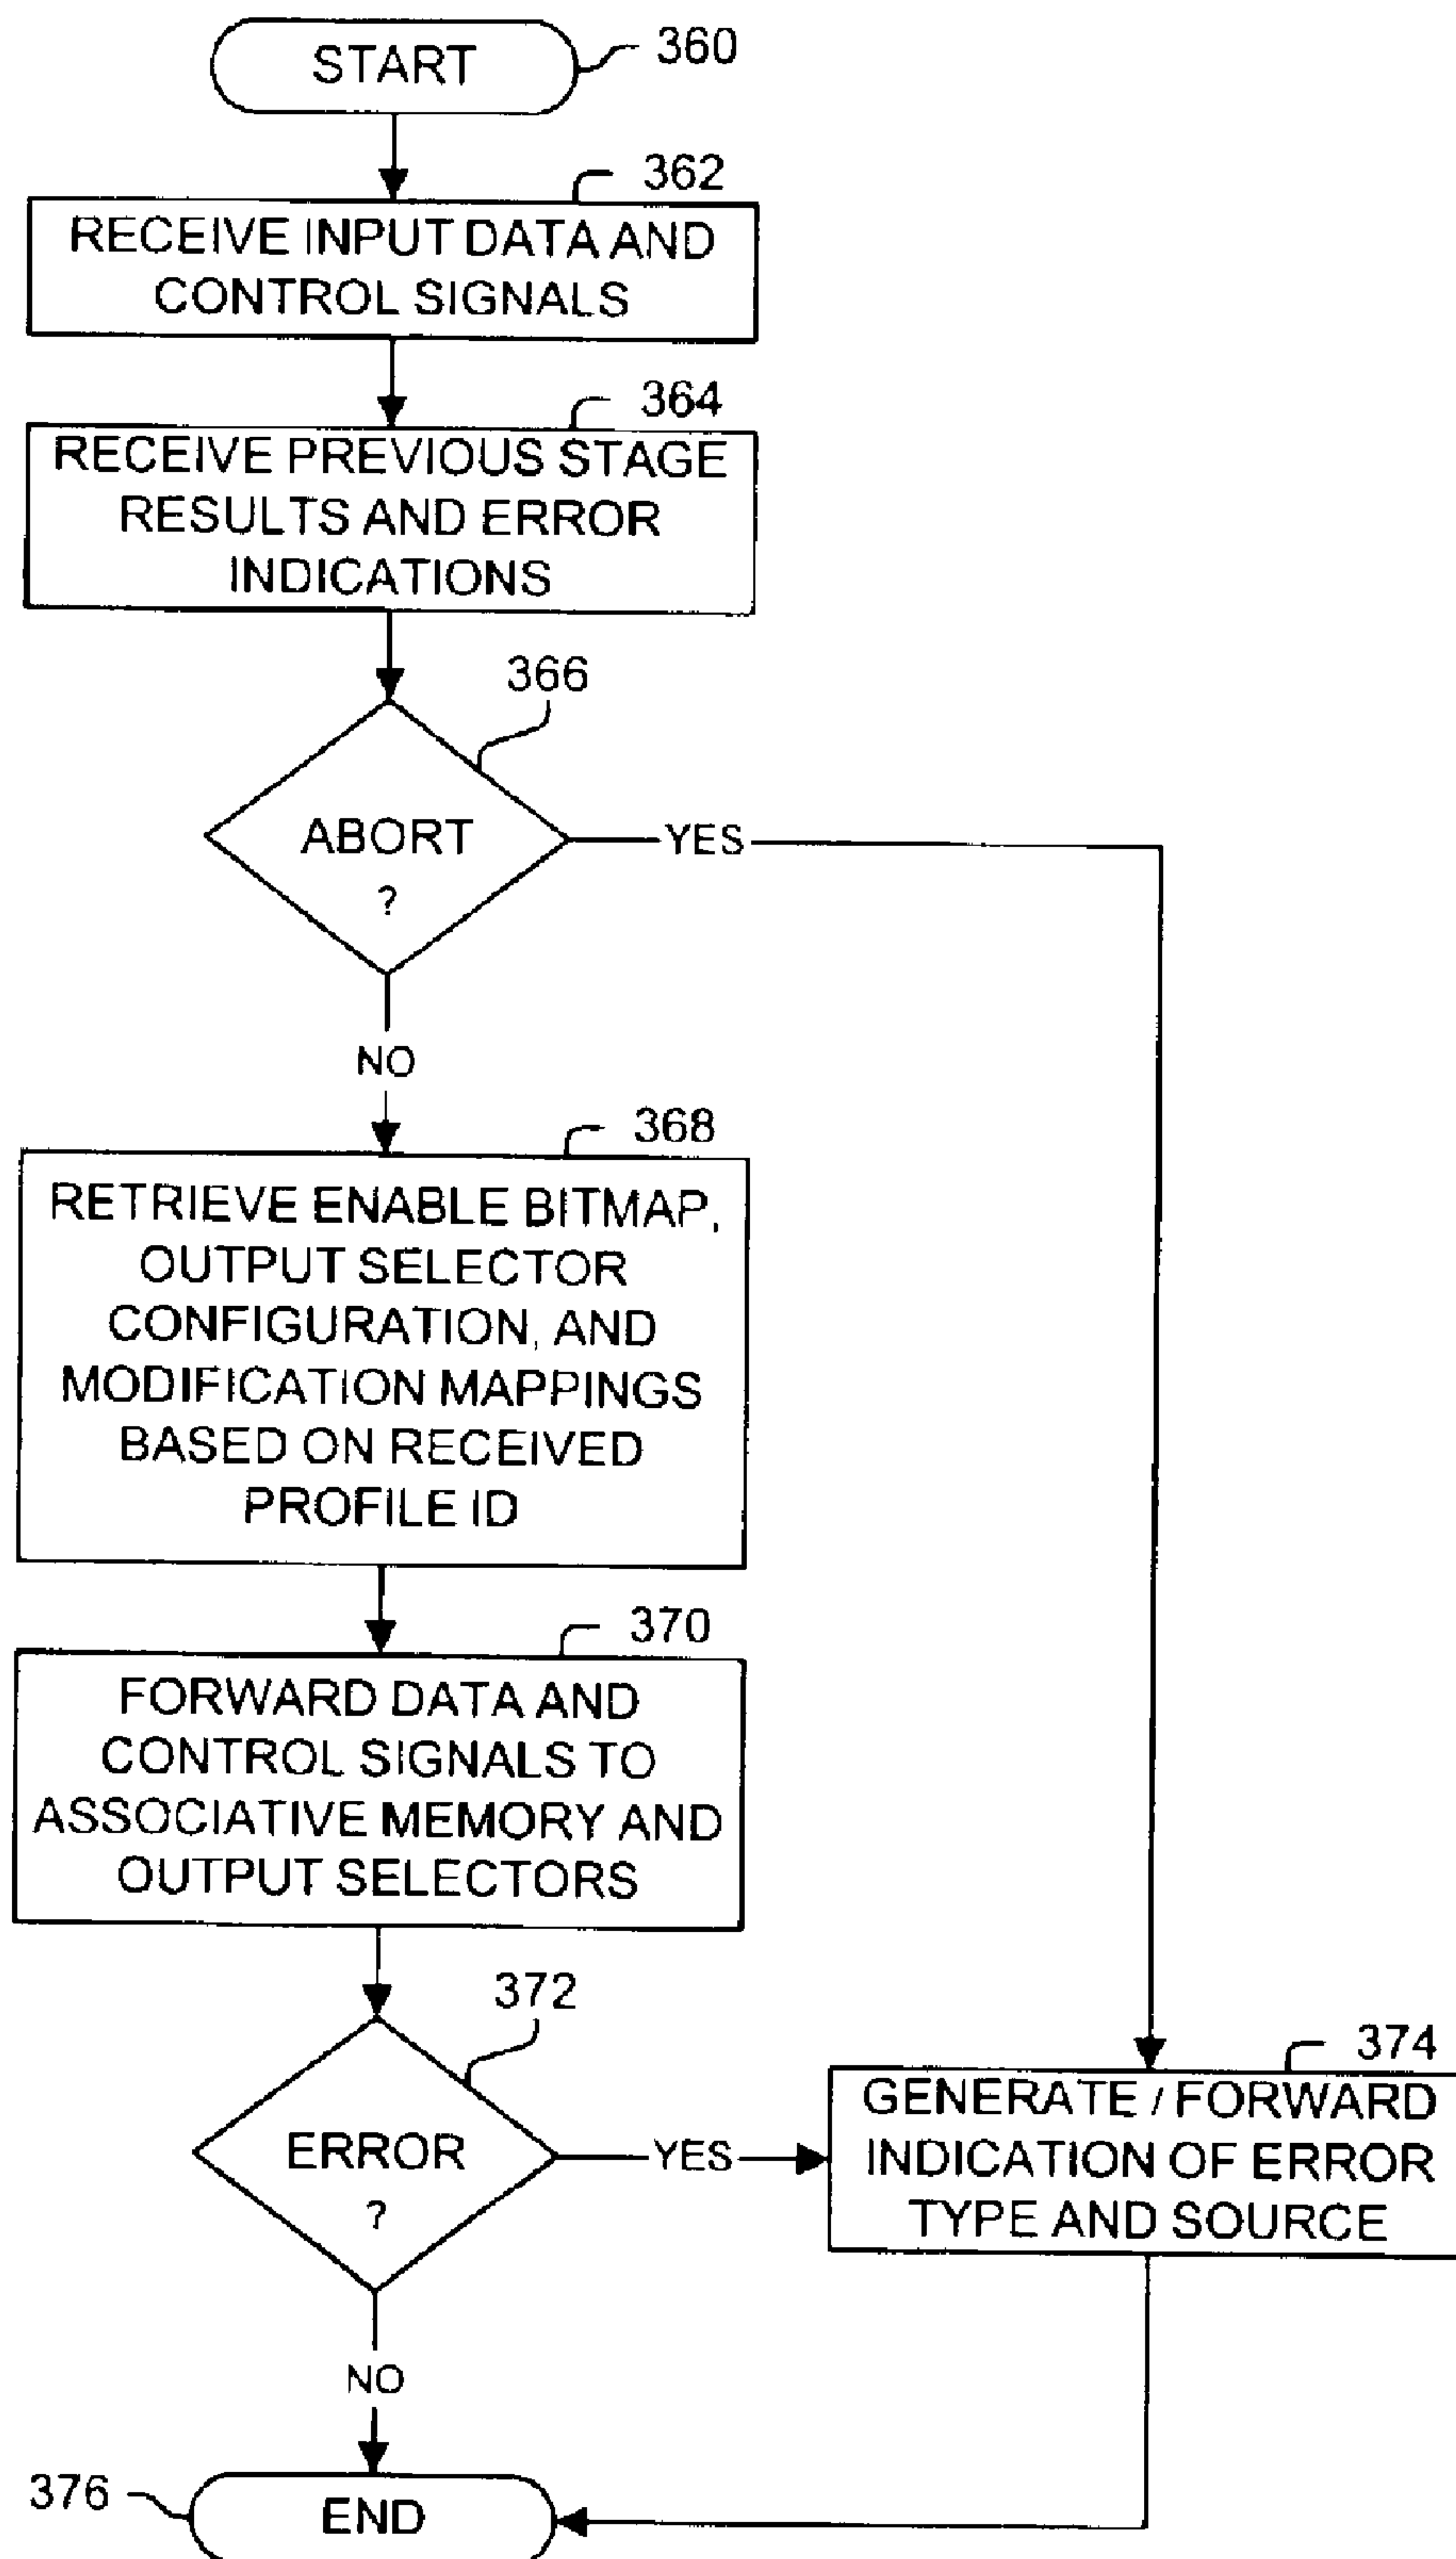 START
360
362
RECEIVE INPUT DATA AND
CONTROL SIGNALS
364
RECEIVE PREVIOUS STAGE
RESULTS AND ERROR
INDICATIONS
366
ABORT
?
YES
NO
368
RETRIEVE ENABLE BITMAP,
OUTPUT SELECTOR
CONFIGURATION, AND
MODIFICATION MAPPINGS
BASED ON RECEIVED
PROFILE ID
370
FORWARD DATA AND
CONTROL SIGNALS TO
ASSOCIATIVE MEMORY AND
OUTPUT SELECTORS
372
ERROR
?
YES
374
GENERATE / FORWARD
INDICATION OF ERROR
TYPE AND SOURCE
NO
376
END